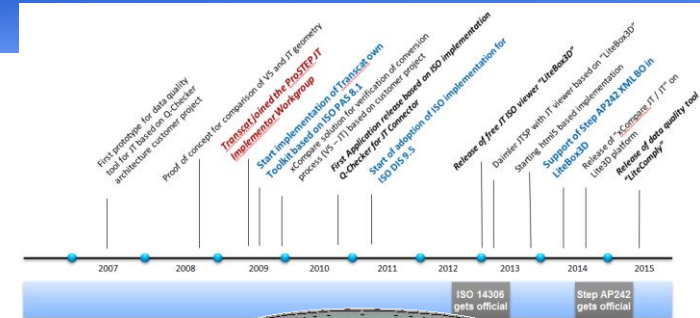 First prototype for data quality
tool for JT based on Q-Checker
architecture customer project
Proof of concept for comparison of V5 and JT geometry
Transcat joined the ProSTEP JT
Implementor Workgroup
Start implementation of Transcat own
Toolkit based on ISO PAS 8.1
xCompare solution for verification of conversion
process (V5 – JT) based on customer project
First Application release based on ISO implementation
Q-Checker for JT Connector
Start of adoption of ISO implementation for
ISO DIS 9.5
Release of free JT ISO viewer "LiteBox3D"
Daimler JTSP with JT viewer based on "LiteBox3D"
Starting html5 based implementation
Support of Step AP242 XML BO in
LiteBox3D
Release of "xCompare JT / JT" on
Lite3D platform
Release of data quality tool
"LiteComply"
2007 2008 2009 2010 2011 2012 2013 2014 2015
ISO 14306
gets official
Step AP242
gets official